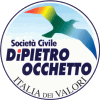 Società Civile
DiPIETRO
OCCHETTO
ITALIA DEI VALORI